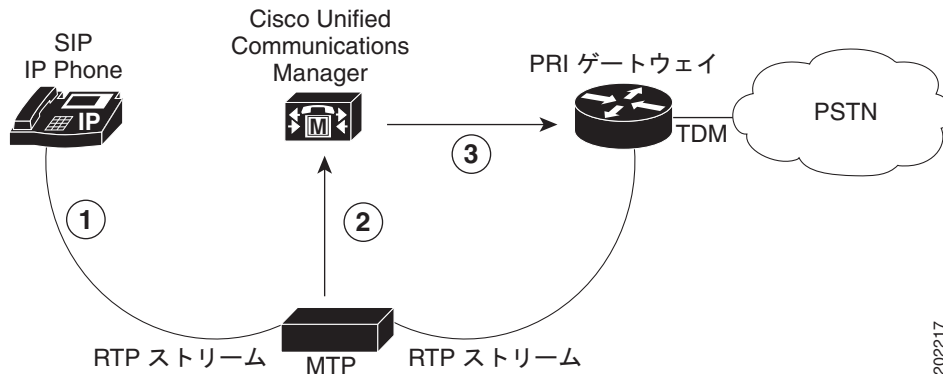 Cisco Unified
Communications
Manager
SIP
IP Phone
PRI ゲートウェイ
IP
M
PSTN
TDM
3
1
2
RTP ストリーム
MTP
RTP ストリーム
202217